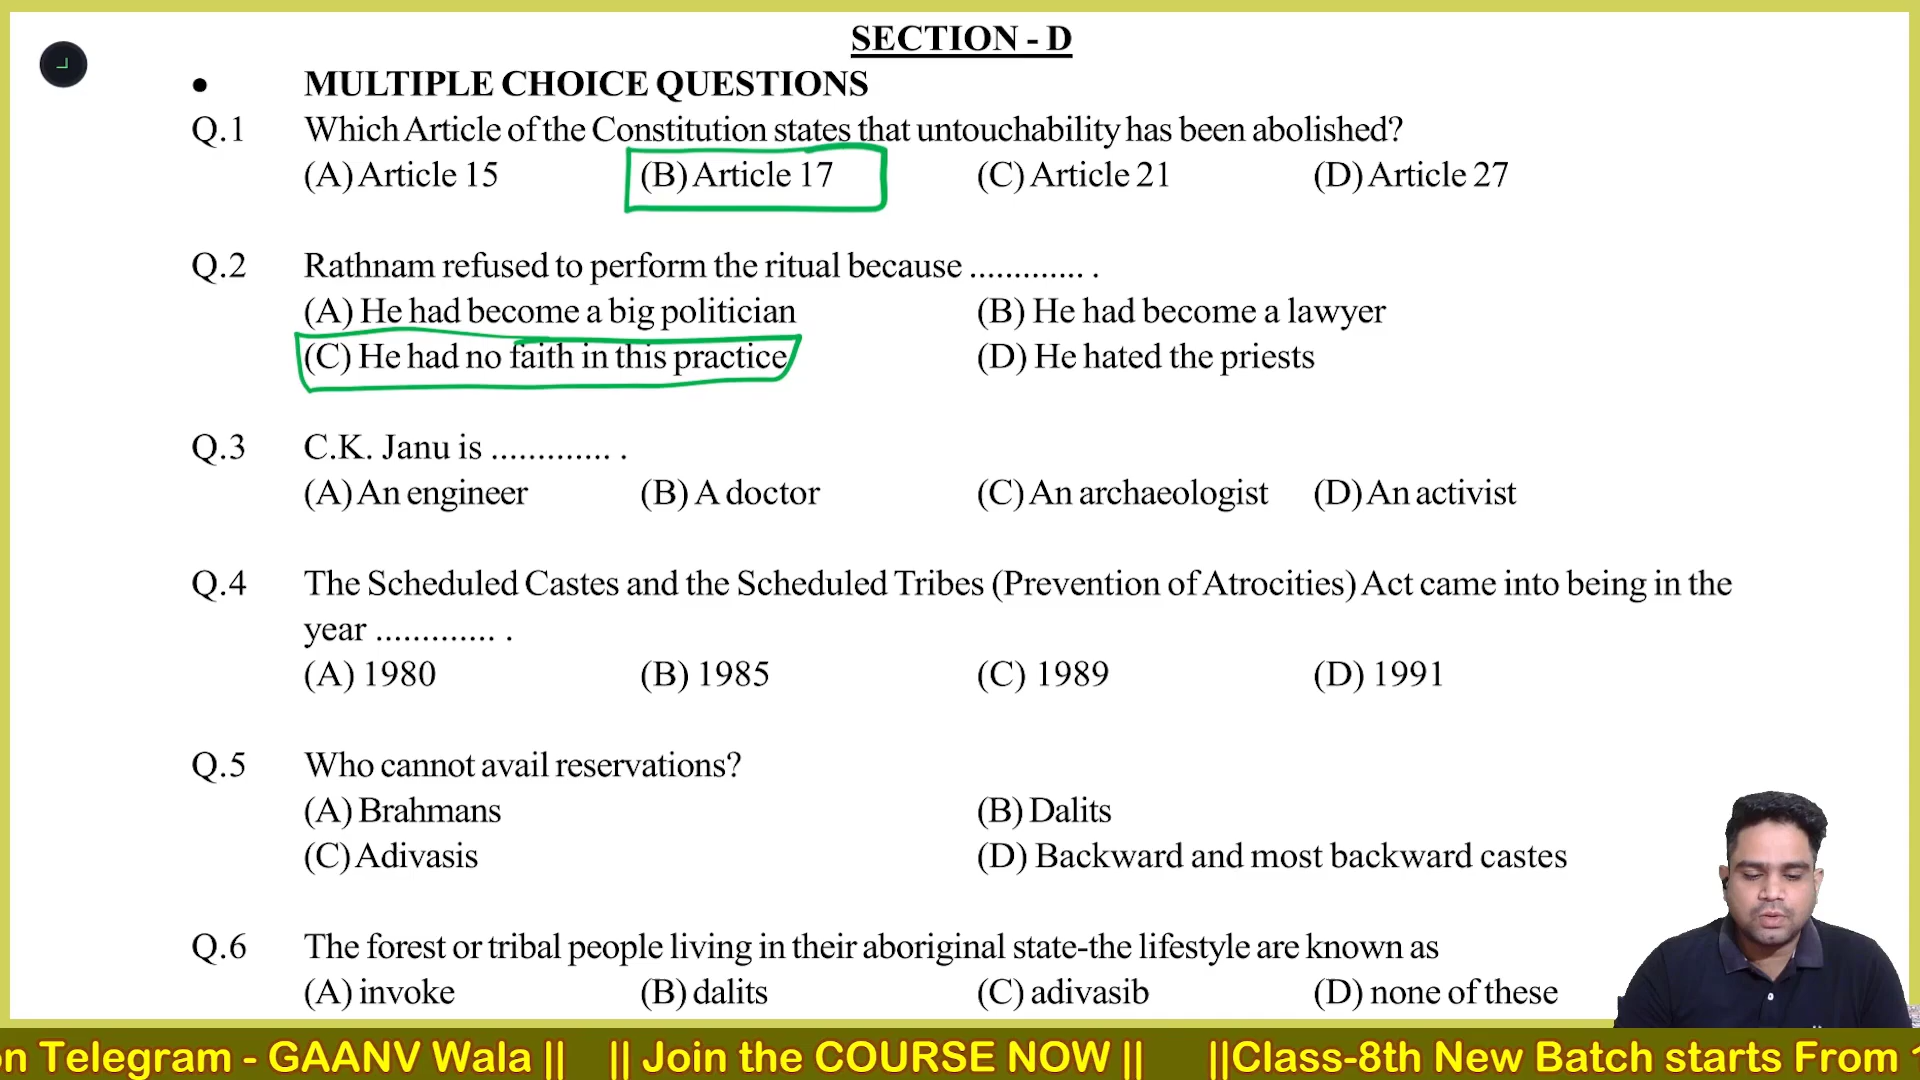 SECTION - D
• MULTIPLE CHOICE QUESTIONS
Q.1 Which Article of the Constitution states that untouchability has been abolished?
(A) Article 15 (B) Article 17 (C) Article 21 (D) Article 27
Q.2 Rathnam refused to perform the ritual because ............. .
(A) He had become a big politician (B) He had become a lawyer
(C) He had no faith in this practice (D) He hated the priests
Q.3 C.K. Janu is ............. .
(A) An engineer (B) A doctor (C) An archaeologist (D) An activist
Q.4 The Scheduled Castes and the Scheduled Tribes (Prevention of Atrocities) Act came into being in the
year ............. .
(A) 1980 (B) 1985 (C) 1989 (D) 1991
Q.5 Who cannot avail reservations?
(A) Brahmans (B) Dalits
(C) Adivasis (D) Backward and most backward castes
Q.6 The forest or tribal people living in their aboriginal state-the lifestyle are known as
(A) invoke (B) dalits (C) adivasib (D) none of these
on Telegram - GAANV Wala || || Join the COURSE NOW || ||Class-8th New Batch starts From